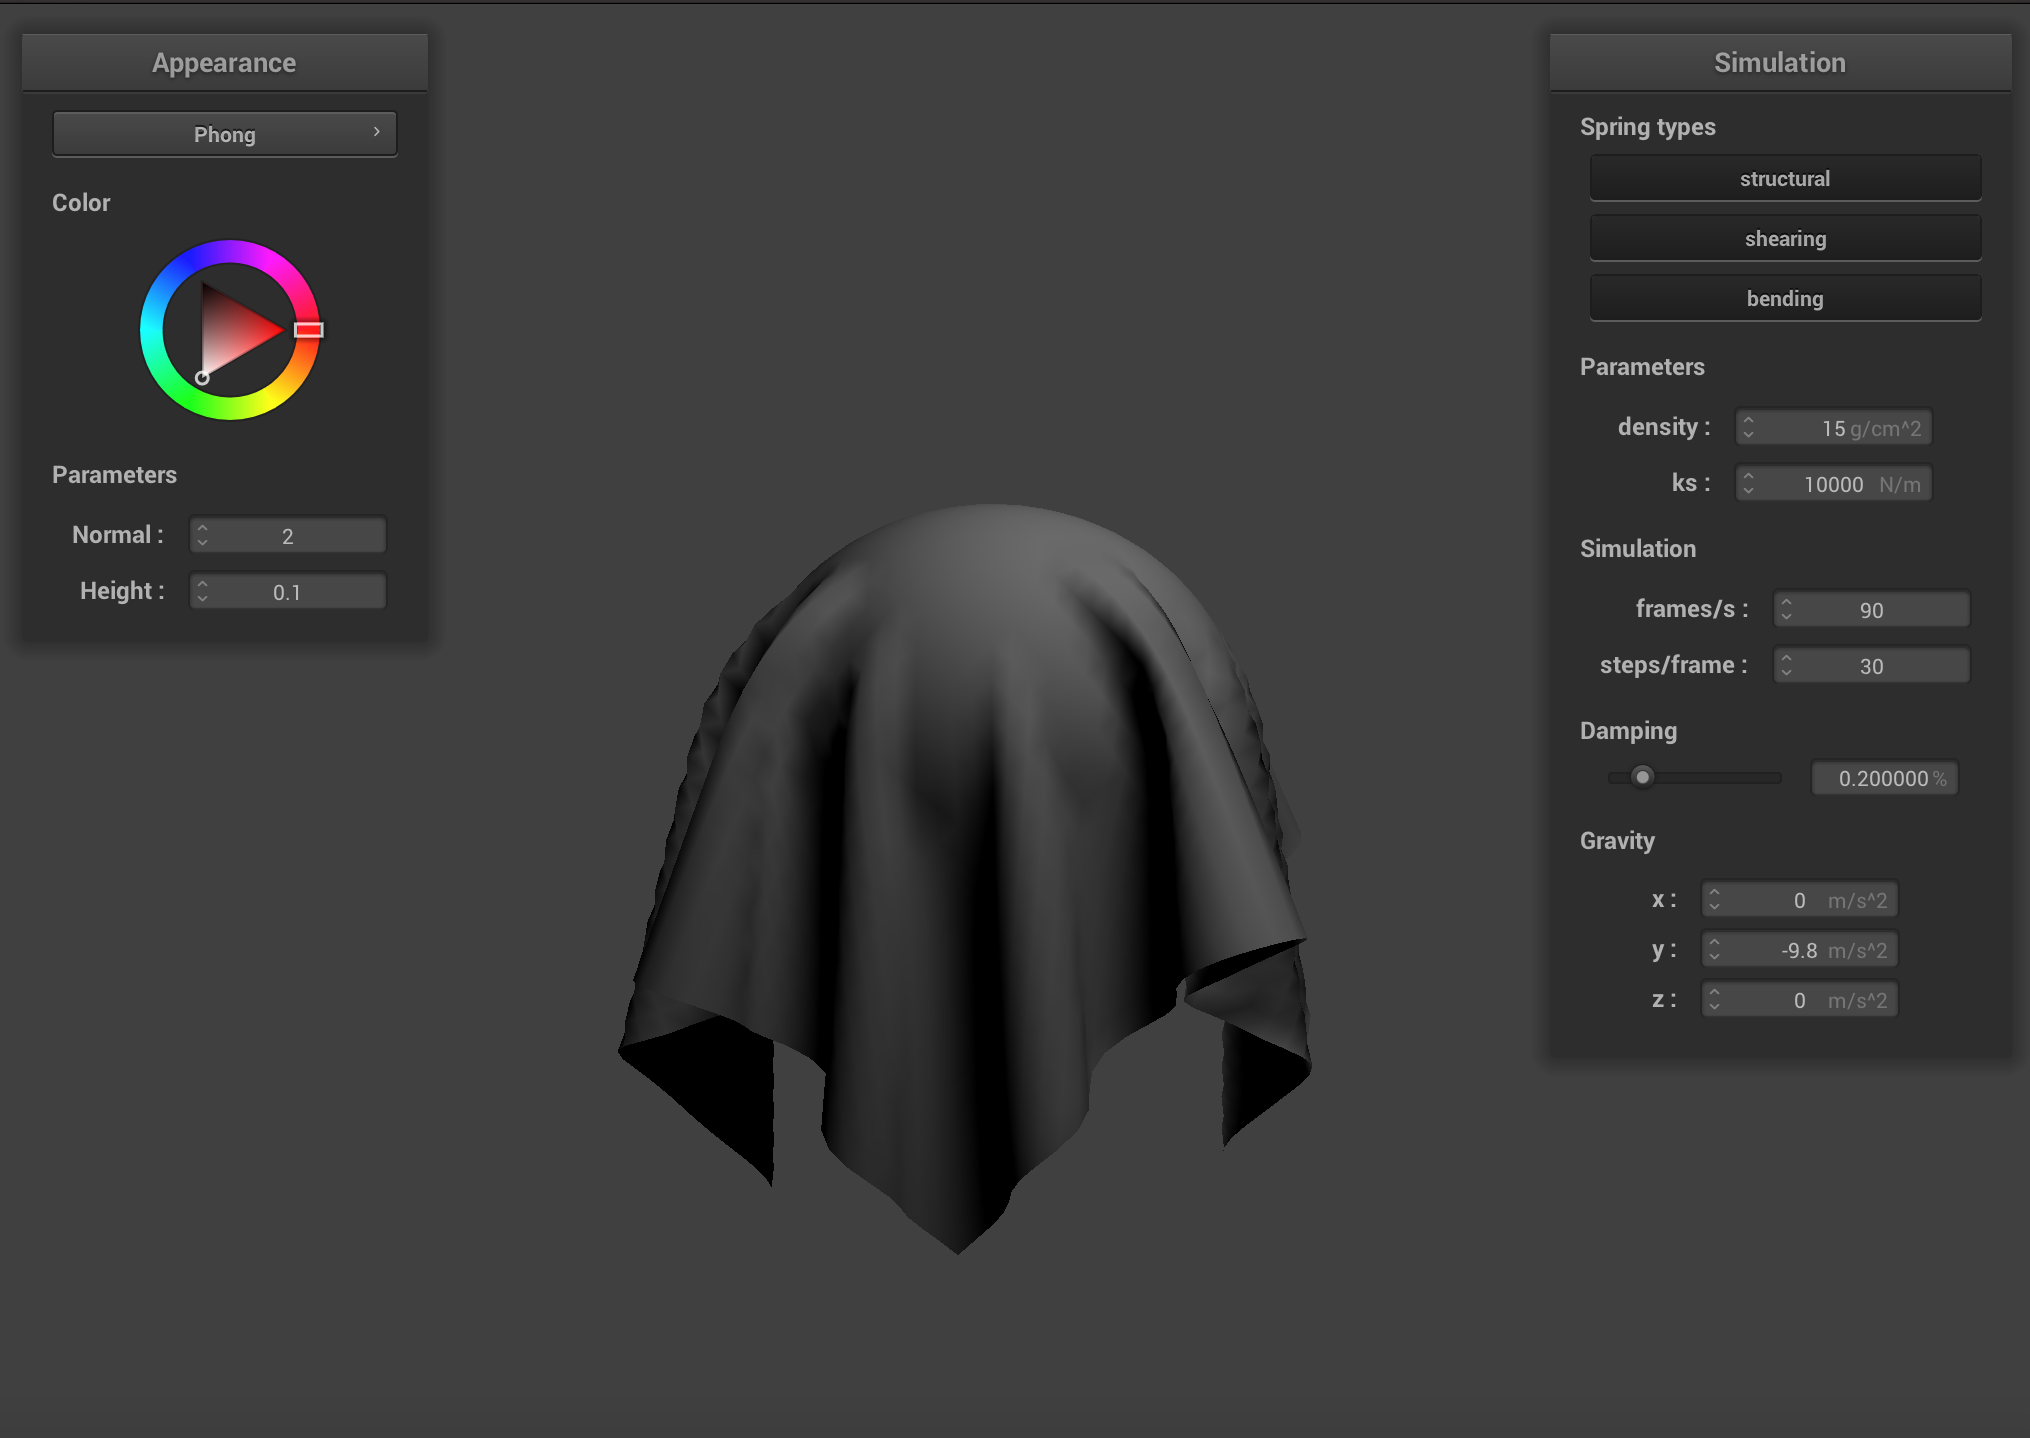 Appearance
Phong
Color
Parameters
Normal : 2
Height : 0.1
Simulation
Spring types
structural
shearing
bending
Parameters
density : 15 g/cm^2
ks : 10000 N/m
Simulation
frames/s : 90
steps/frame : 30
Damping
0.200000 %
Gravity
x : 0 m/s^2
y : -9.8 m/s^2
z : 0 m/s^2